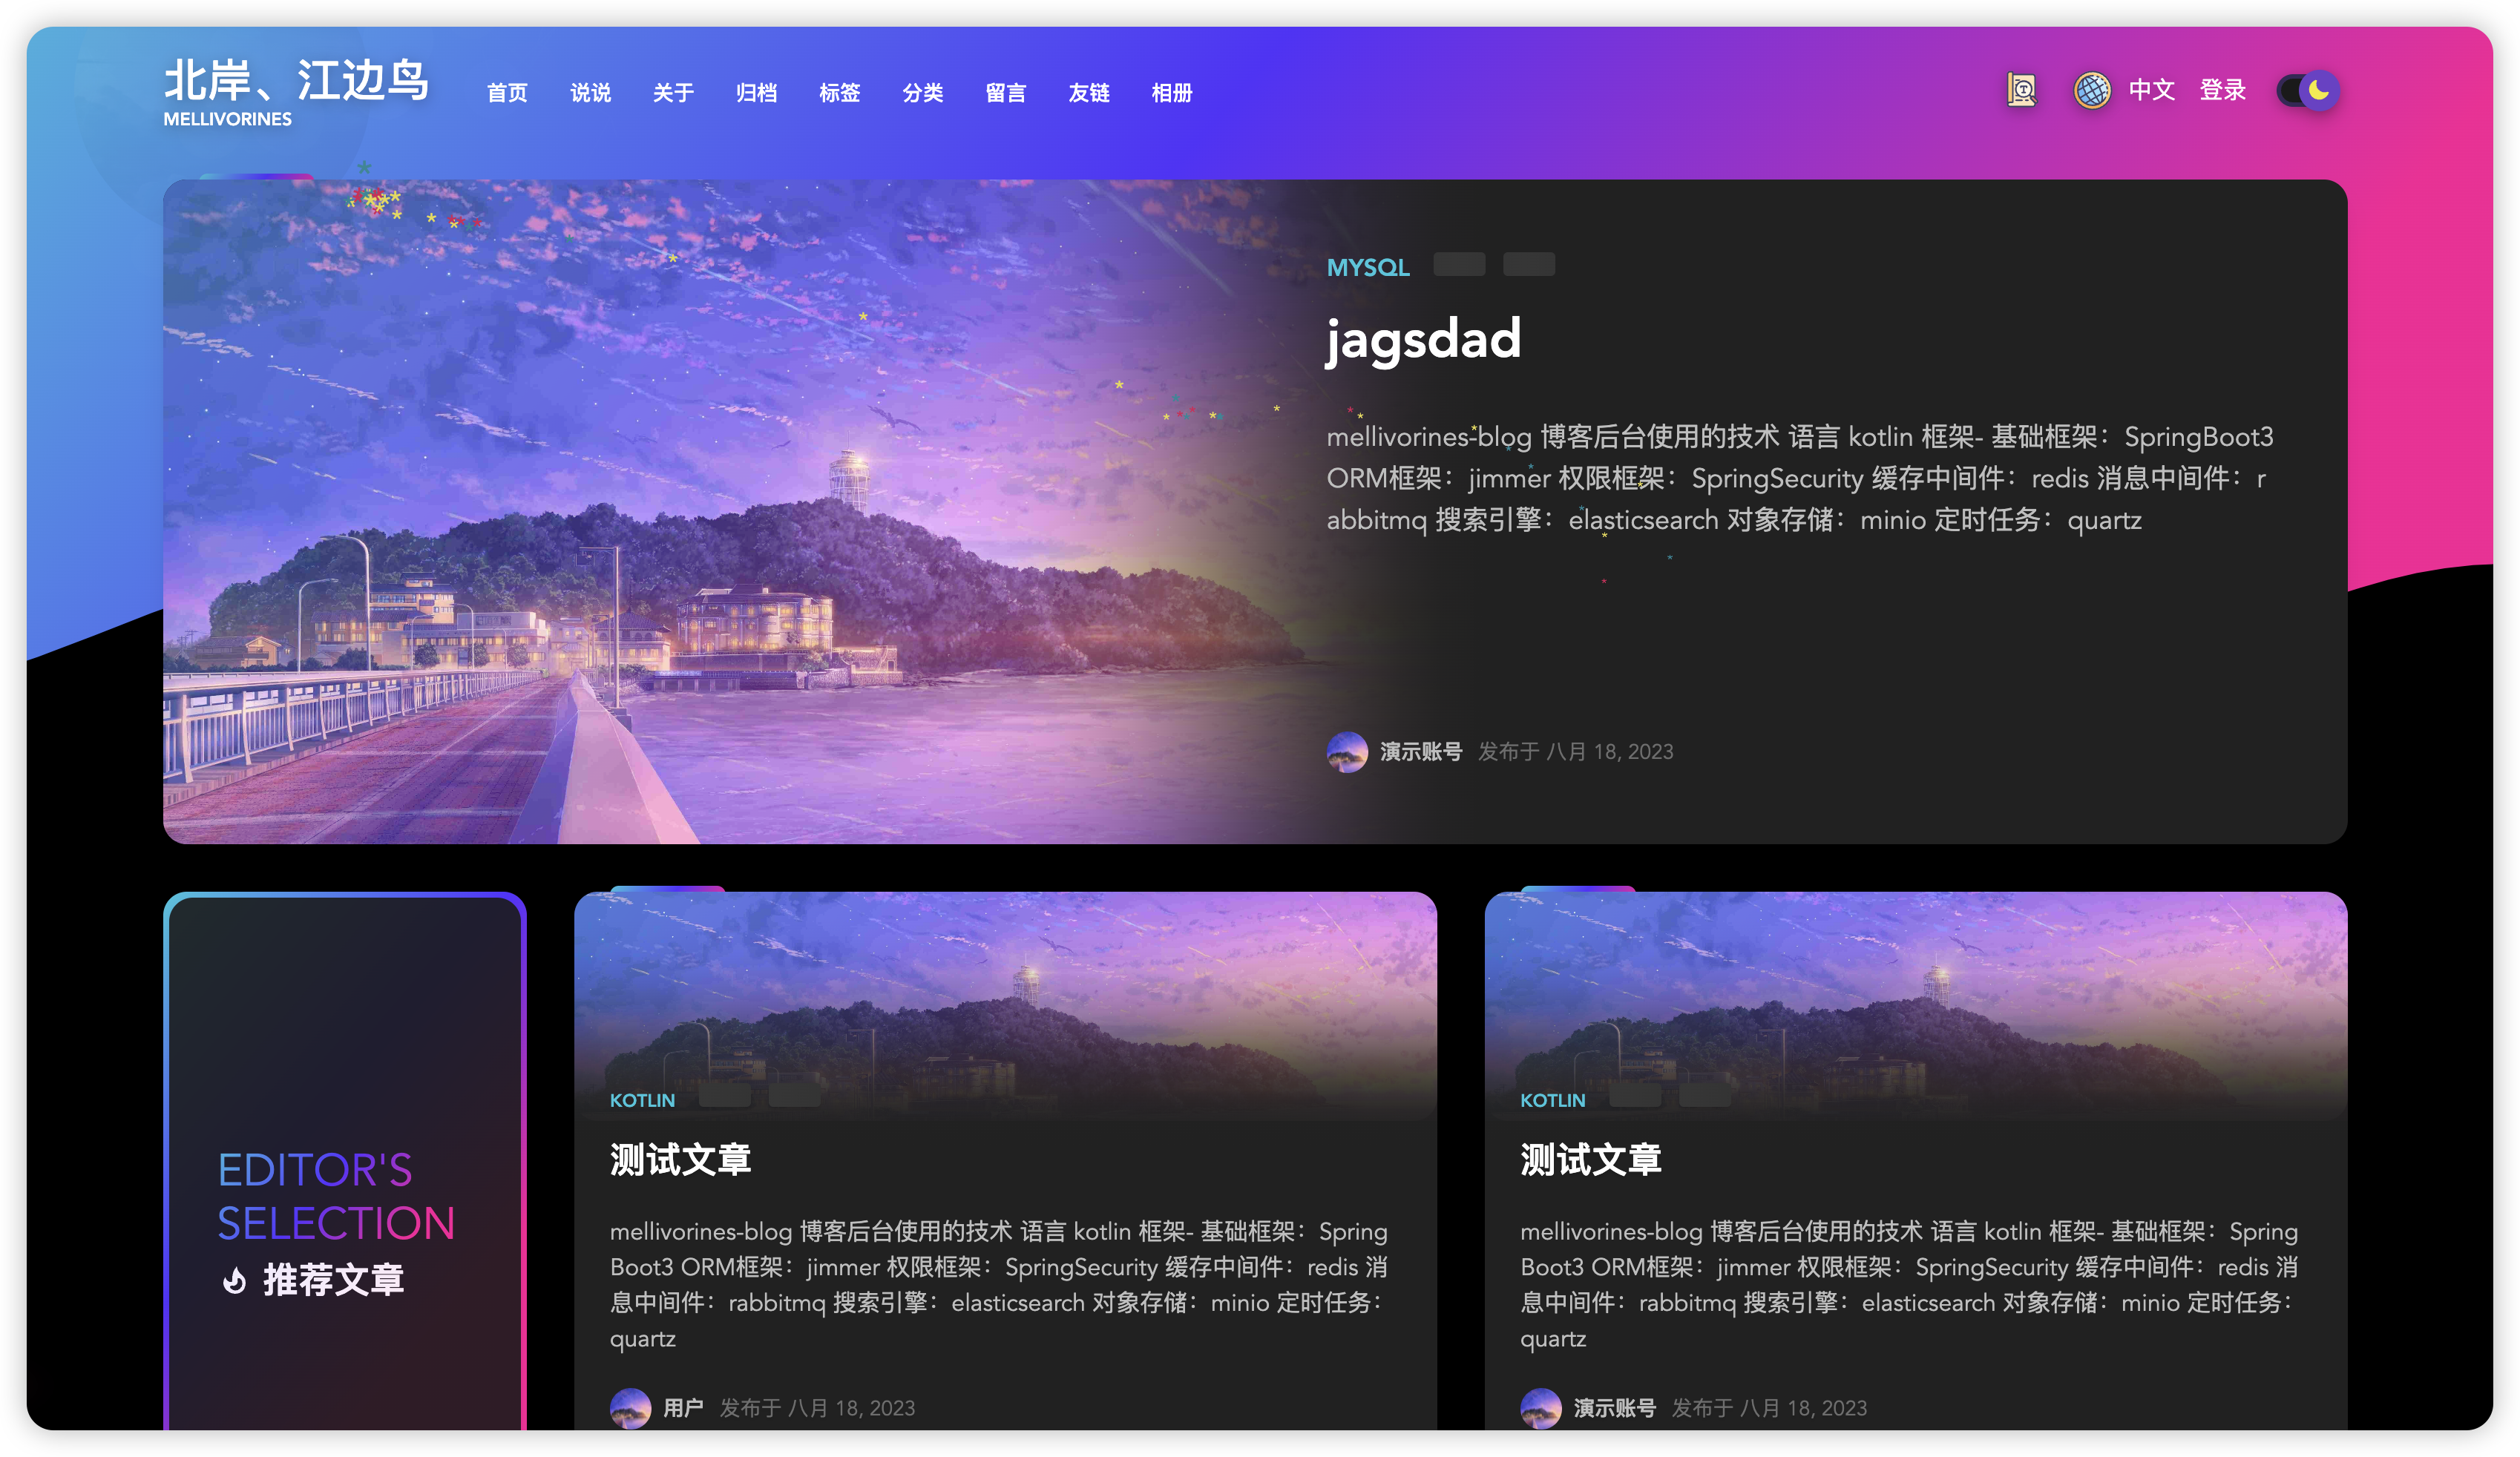 北岸、江边鸟
MELLIVORINES
首页 说说 关于 归档 标签 分类 留言 友链 相册
中文 登录
MYSQL
jagsdad
mellivorines-blog 博客后台使用的技术 语言 kotlin 框架- 基础框架：SpringBoot3
ORM框架：jimmer 权限框架：SpringSecurity 缓存中间件：redis 消息中间件：r
abbitmq 搜索引擎：elasticsearch 对象存储：minio 定时任务：quartz
演示账号 发布于 八月 18, 2023
EDITOR'S
SELECTION
推荐文章
KOTLIN
测试文章
mellivorines-blog 博客后台使用的技术 语言 kotlin 框架- 基础框架：Spring
Boot3 ORM框架：jimmer 权限框架：SpringSecurity 缓存中间件：redis 消
息中间件：rabbitmq 搜索引擎：elasticsearch 对象存储：minio 定时任务：
quartz
用户 发布于 八月 18, 2023
KOTLIN
测试文章
mellivorines-blog 博客后台使用的技术 语言 kotlin 框架- 基础框架：Spring
Boot3 ORM框架：jimmer 权限框架：SpringSecurity 缓存中间件：redis 消
息中间件：rabbitmq 搜索引擎：elasticsearch 对象存储：minio 定时任务：
quartz
演示账号 发布于 八月 18, 2023